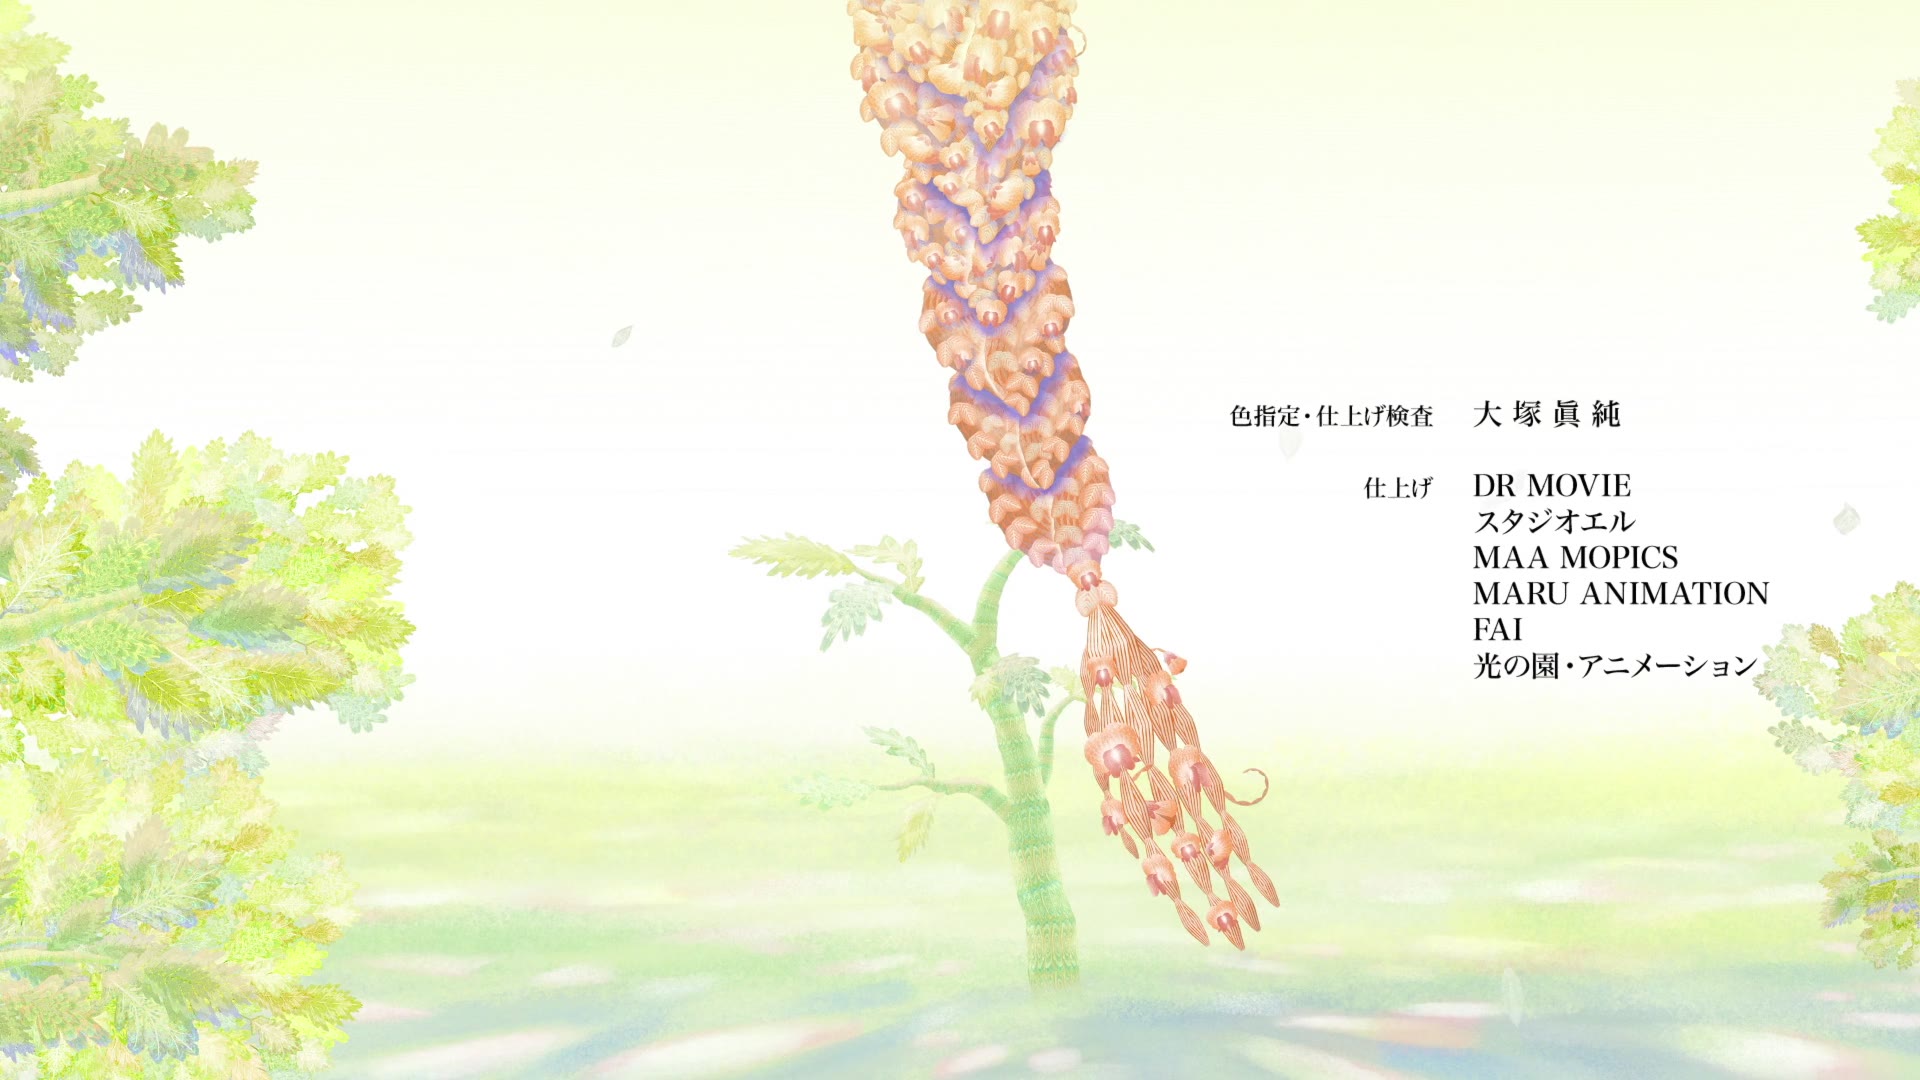 色指定・仕上げ検査 大塚眞純
仕上げ DR MOVIE
スタジオエル
MAA MOPICS
MARU ANIMATION
FAI
光の園・アニメーション